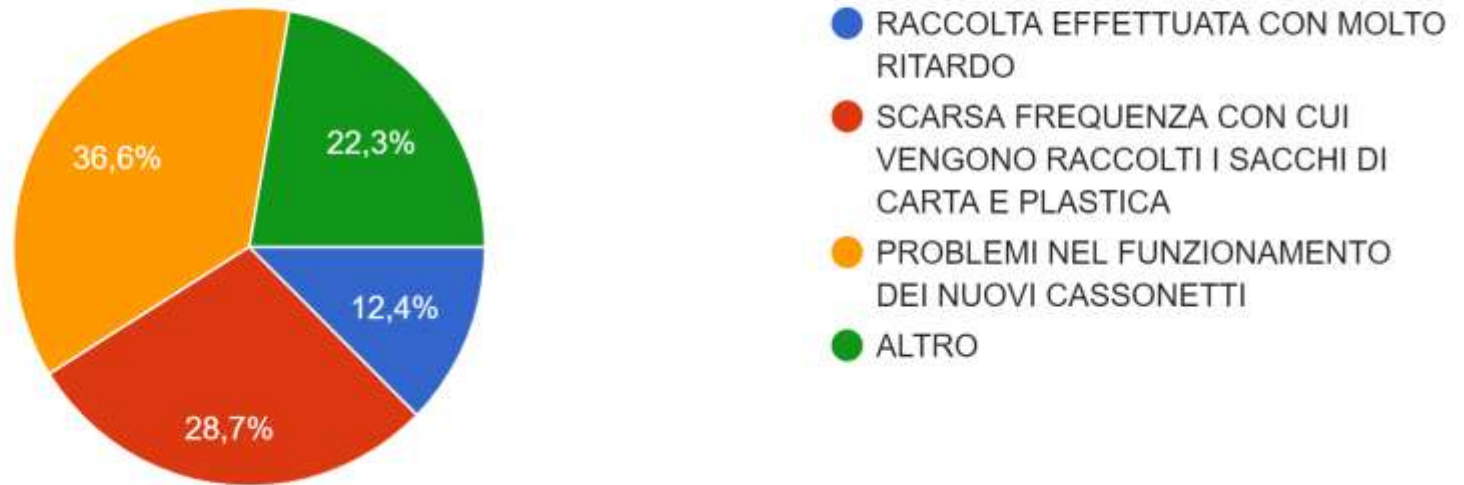 36,6%
22,3%
12,4%
28,7%
RACCOLTA EFFETTUATA CON MOLTO
RITARDO
SCARSA FREQUENZA CON CUI
VENGONO RACCOLTI I SACCHI DI
CARTA E PLASTICA
PROBLEMI NEL FUNZIONAMENTO
DEI NUOVI CASSONETTI
ALTRO